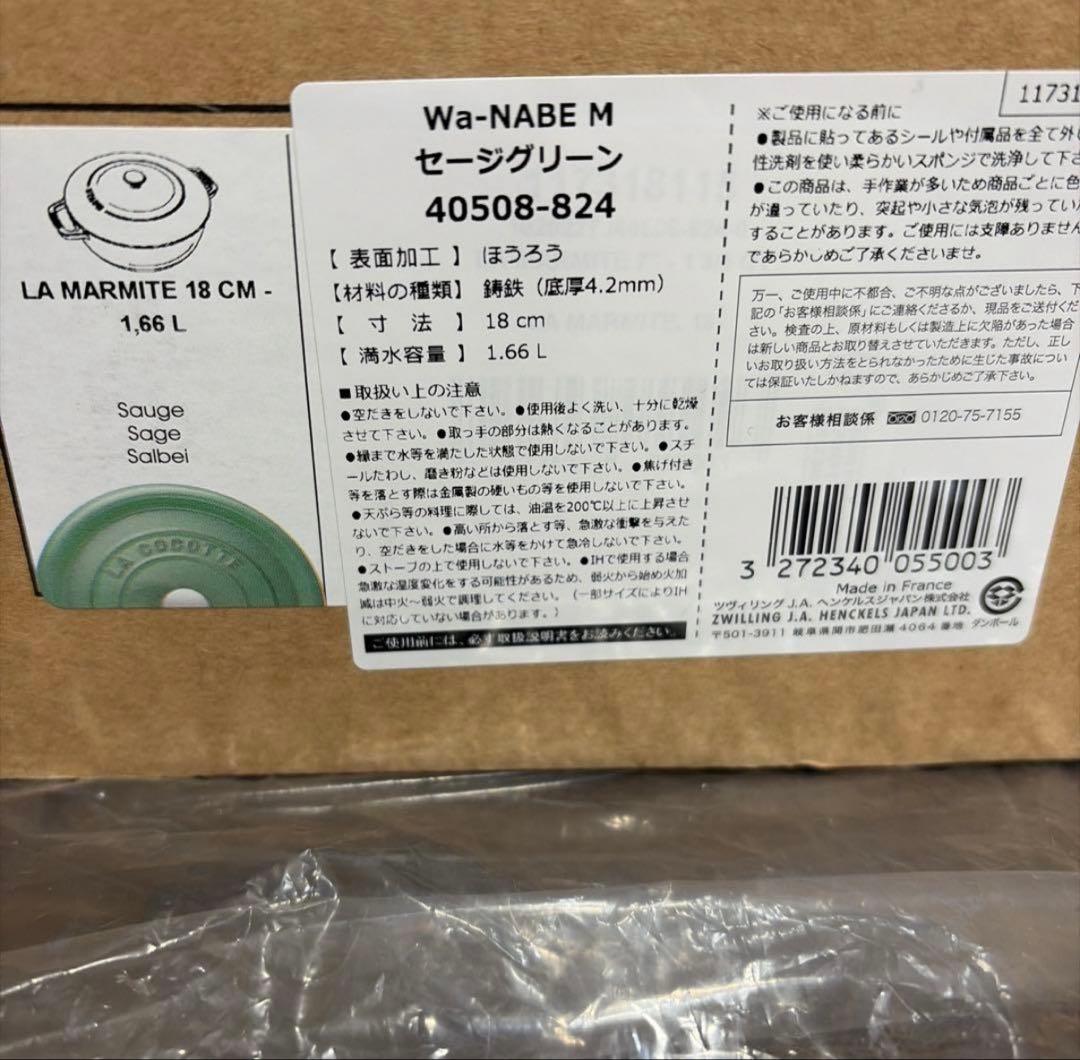 LA MARMITE 18 CM -
1,66 L
Sauge
Sage
Salbei
LA COCOTTE
Wa-NABE M
セージグリーン
40508-824
【 表面加工 】 ほうろう
【材料の種類】 鋳鉄（底厚4.2mm）
【 寸 法 】 18 cm
【 満水容量 】 1.66 L
■取扱い上の注意
●空だきをしないで下さい。●使用後よく洗い、十分に乾燥
させて下さい。●取っ手の部分は熱くなることがあります。
●縁まで水等を満たした状態で使用しないで下さい。●スチ
ールたわし、磨き粉などは使用しないで下さい。●焦げ付き
等を落とす際は金属製の硬いもの等を使用しないで下さい。
●天ぷら等の料理に際しては、油温を200℃以上に上昇させ
ないで下さい。●高い所から落とす等、急激な衝撃を与えた
り、空だきをした場合に水等をかけて急冷しないで下さい。
●ストーブの上で使用しないで下さい。●IHで使用する場合
急激な温度変化をする可能性があるため、弱火から始め火加
減は中火～弱火で調理してください。（一部サイズによりIH
に対応していない場合があります。）
ご使用前には、必ず取扱説明書をお読みください。
11731
※ご使用になる前に
●製品に貼ってあるシールや付属品を全て外し
性洗剤を使い柔らかいスポンジで洗浄して下さ
●この商品は、手作業が多いため商品ごとに色
が違っていたり、突起や小さな気泡が残ってい
することがあります。ご使用には支障ありません
であらかじめご了承くださいませ。
万一、ご使用中に不都合、ご不明な点がございましたら、下
記の「お客様相談係」にご連絡くださるか、現品をご送付くだ
さい。検査の上、原材料もしくは製造上に欠陥があった場合
は新しい商品とお取り替えさせていただきます。ただし、正し
いお取り扱い方法をとられなかったために生じた事故につい
ては保証いたしかねますので、あらかじめご了承下さい。
お客様相談係 0120-75-7155
3 272340 055003
Made in France
ツヴィリング J.A. ヘンケルスジャパン株式会社
ZWILLING J.A. HENCKELS JAPAN LTD.
〒501-3911 岐阜県関市肥田瀬 4064 番地
ダンボール